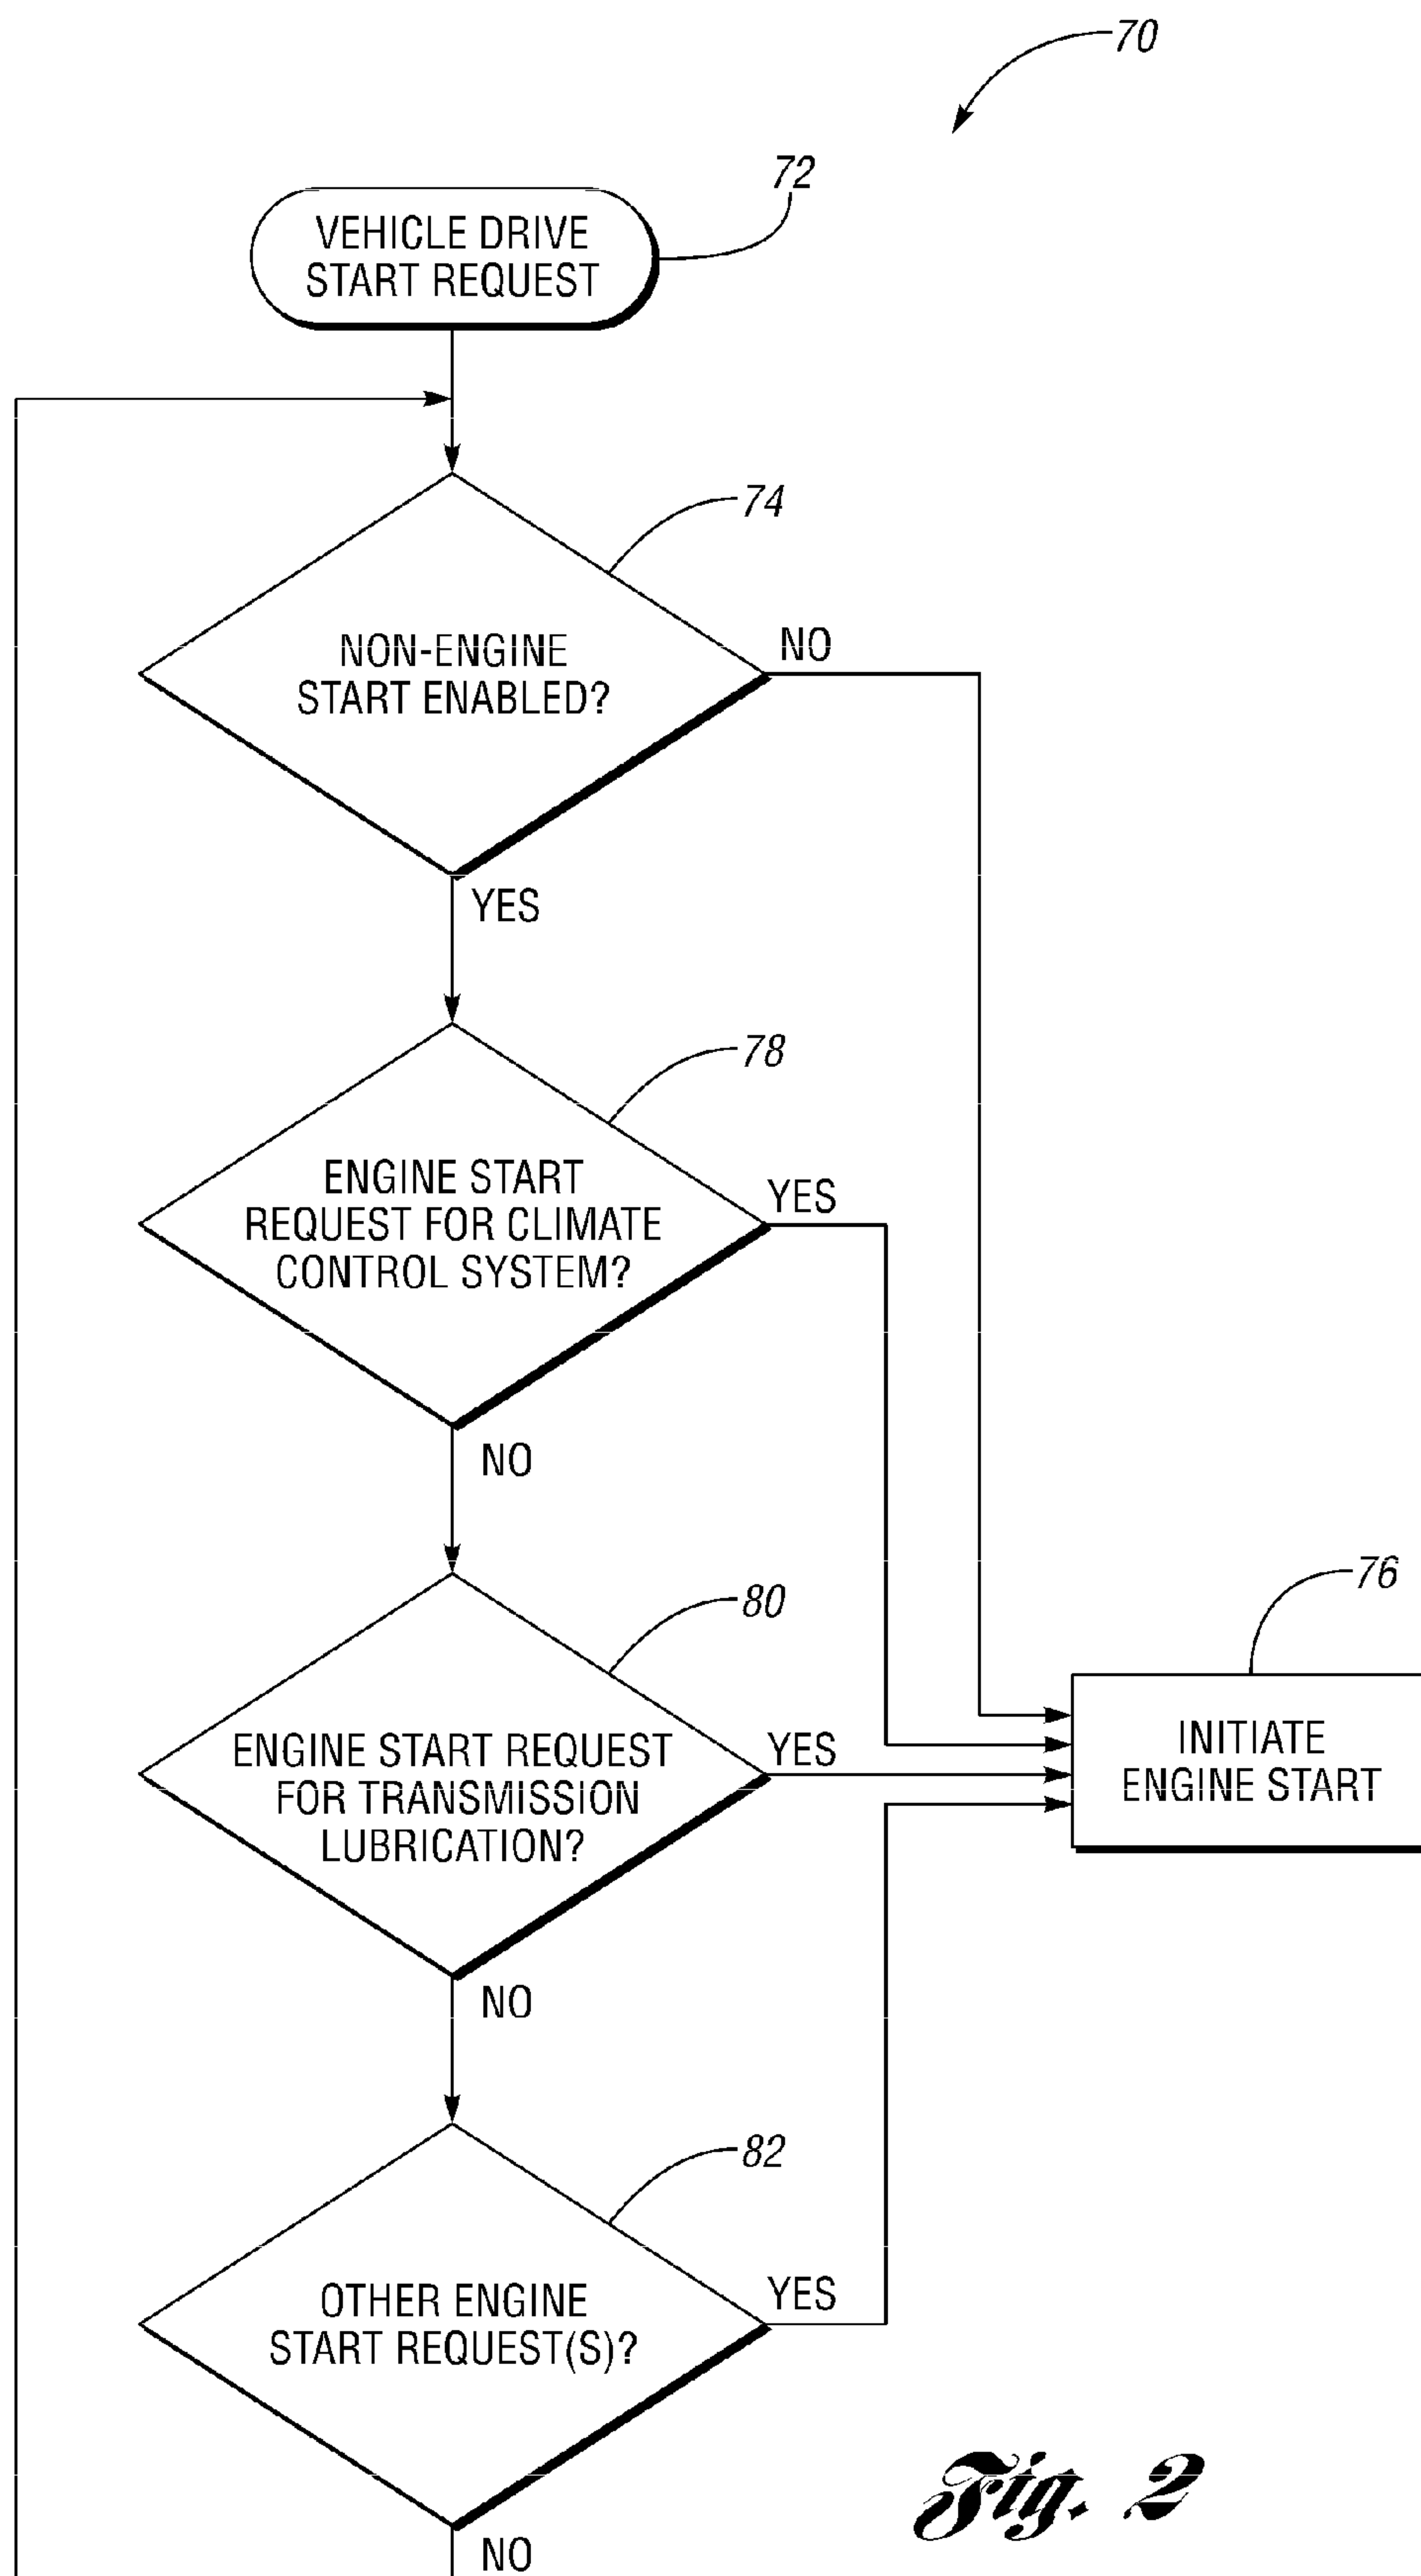 70
72
VEHICLE DRIVE
START REQUEST
74
NON-ENGINE
START ENABLED?
NO
YES
78
ENGINE START
REQUEST FOR CLIMATE
CONTROL SYSTEM?
YES
NO
76
80
INITIATE
ENGINE START
ENGINE START REQUEST
FOR TRANSMISSION
LUBRICATION?
YES
NO
82
OTHER ENGINE
START REQUEST(S)?
YES
NO
Fig. 2